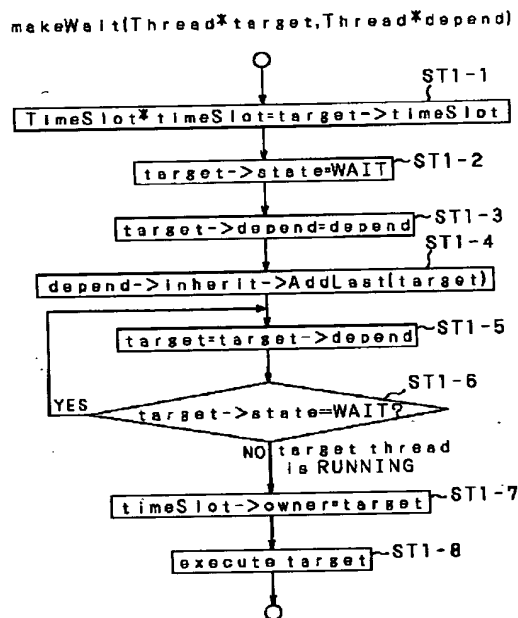 makeWait(Thread*target,Thread*depend)
ST1-1
TimeSlot* timeSlot=target->timeSlot
ST1-2
target->state=WAIT
ST1-3
target->depend=depend
ST1-4
depend->inherit->AddLast(target)
ST1-5
target=target->depend
ST1-6
YES
target->state=WAIT?
NO target thread
is RUNNING
ST1-7
timeSlot->owner=target
ST1-8
execute target